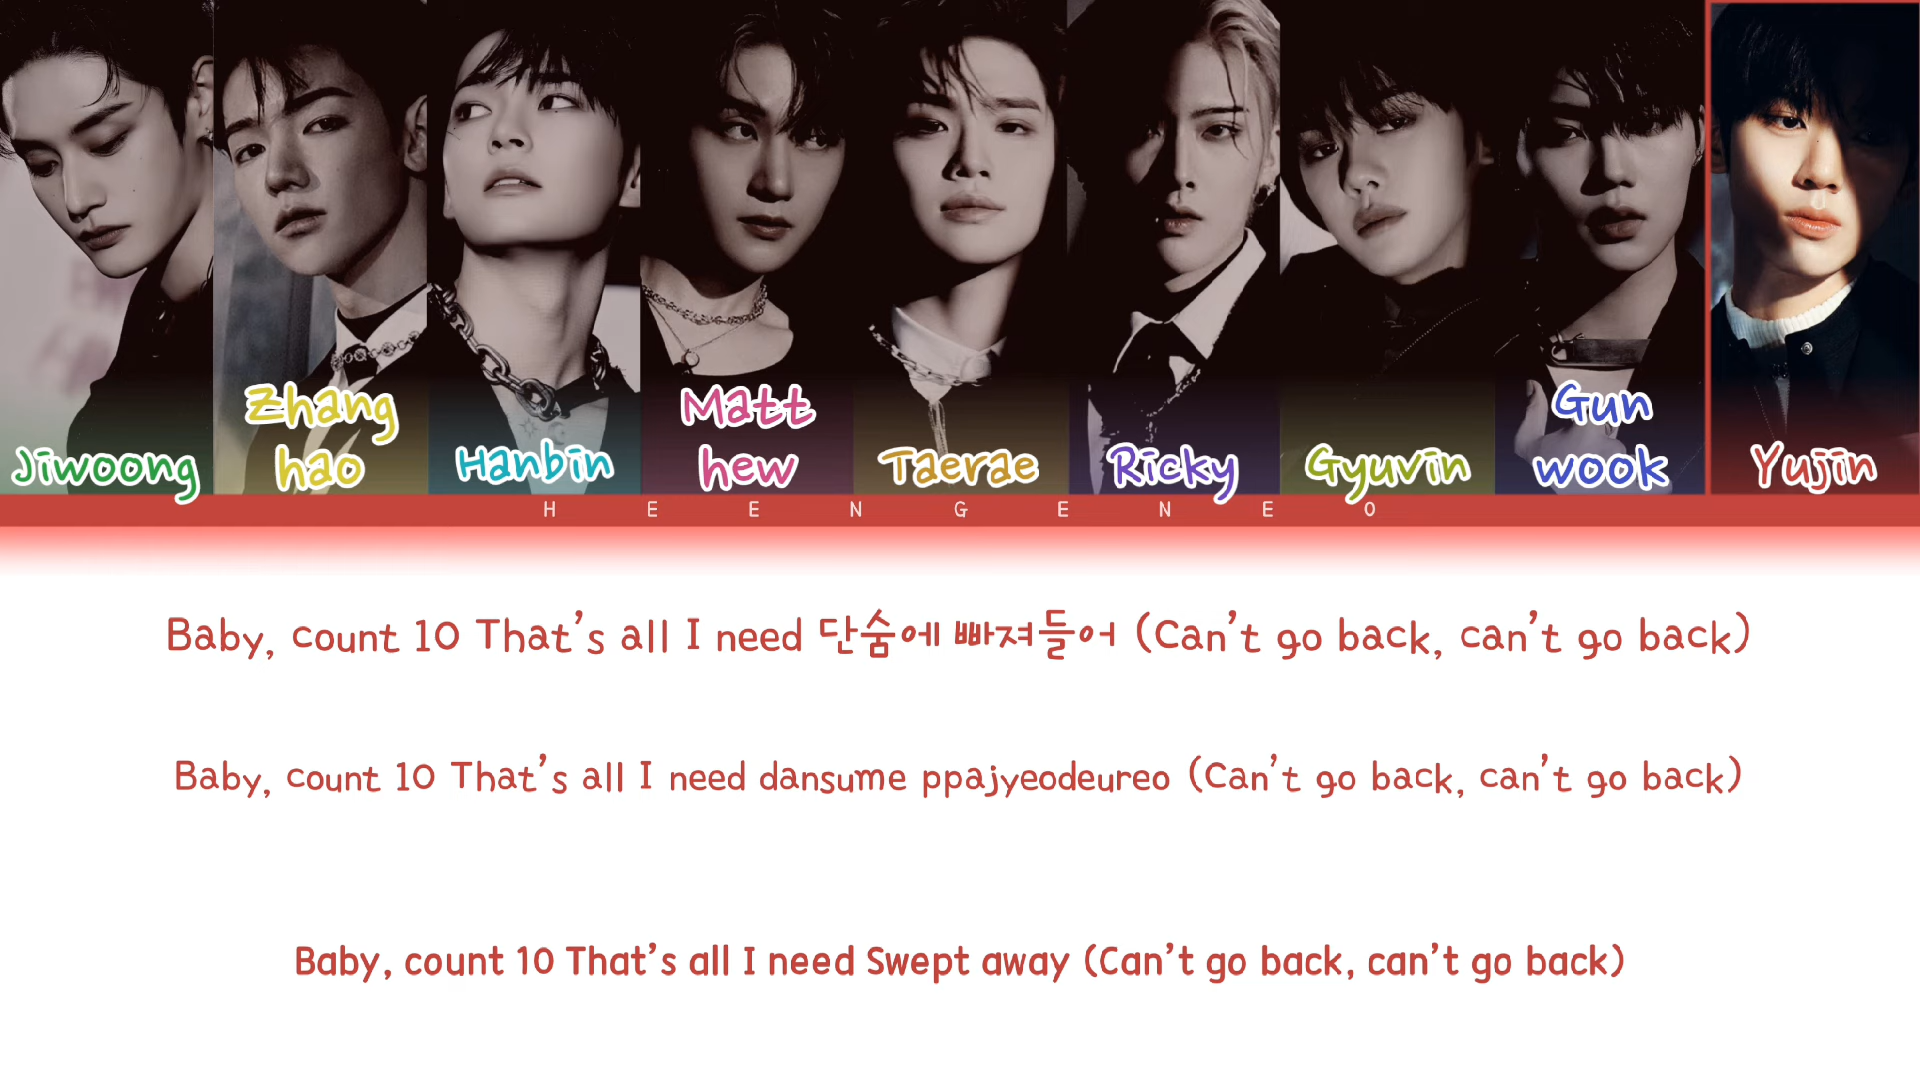 Jiwoong
Zhang
hao
Hanbin
Matt
hew
Taerae
Ricky
Gyuvin
Gun
wook
Yujin
HEENGENEO
Baby, count 10 That's all I need 단숨에 빠져들어 (Can't go back, can't go back)
Baby, count 10 That's all I need dansume ppajyeodeureo (Can't go back, can't go back)
Baby, count 10 That's all I need Swept away (Can't go back, can't go back)